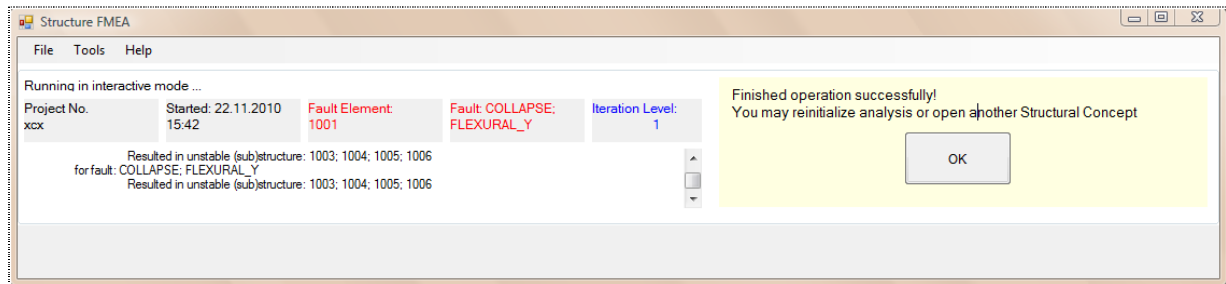 Structure FMEA
File Tools Help
Running in interactive mode ...
Project No.
xcx
Started: 22.11.2010
15:42
Fault Element:
1001
Fault: COLLAPSE;
FLEXURAL_Y
Iteration Level:
1
Resulted in unstable (sub)structure: 1003; 1004; 1005; 1006
for fault: COLLAPSE; FLEXURAL_Y
Resulted in unstable (sub)structure: 1003; 1004; 1005; 1006
Finished operation successfully!
You may reinitialize analysis or open another Structural Concept
OK